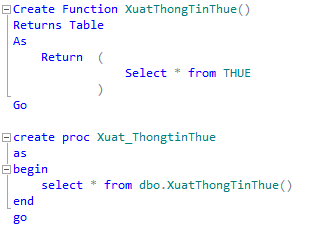 Create Function XuatThongTinThue()
Returns Table
As
Return (
Select * from THUE
)
Go
create proc Xuat_ThongtinThue
as
begin
select * from dbo.XuatThongTinThue()
end
go